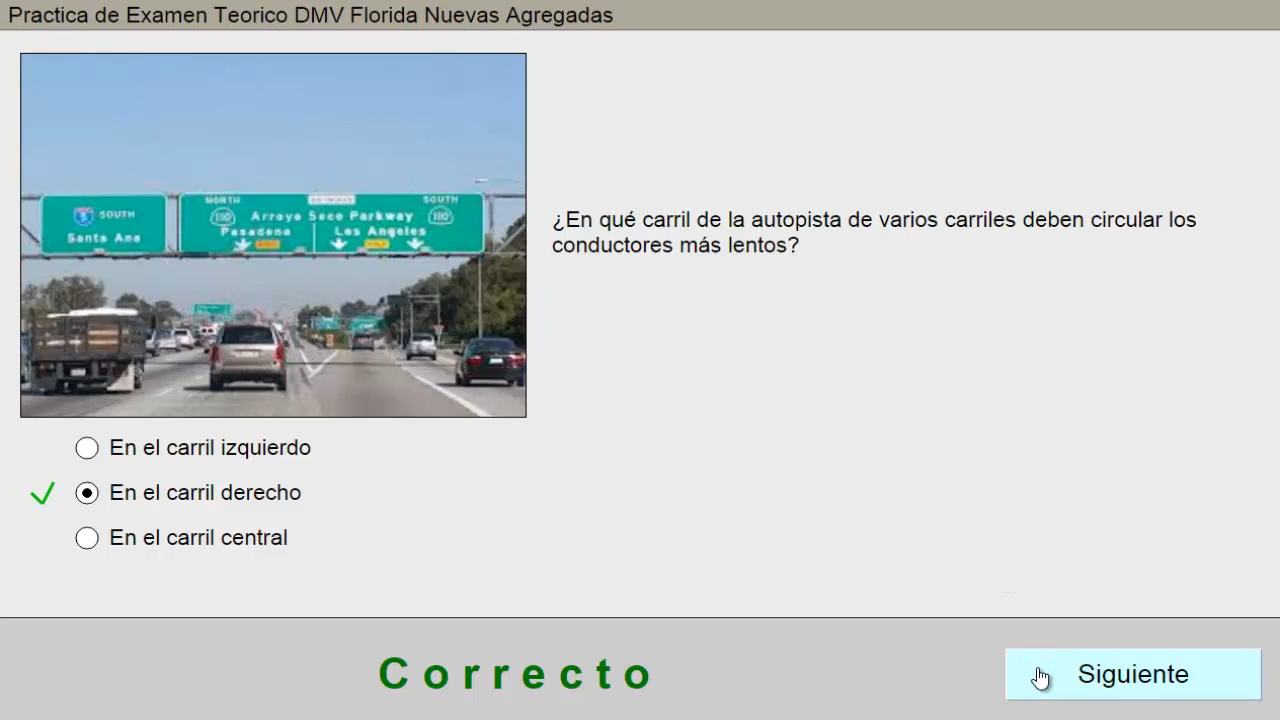 Practica de Examen Teorico DMV Florida Nuevas Agregadas
SOUTH
Santa Ana
NORTH
SOUTH
110
110
Arroyo Seco Parkway
Pasadena
Los Angeles
¿En qué carril de la autopista de varios carriles deben circular los
conductores más lentos?
En el carril izquierdo
En el carril derecho
En el carril central
Correcto
Siguiente